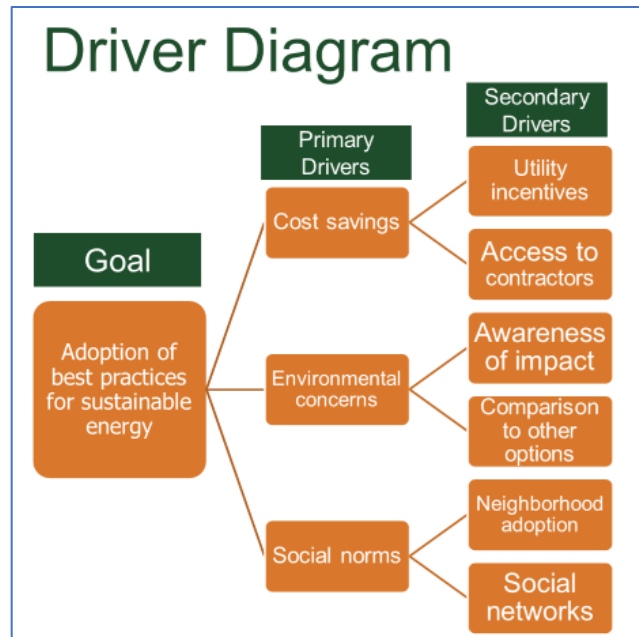 Driver Diagram
Goal
Adoption of
best practices
for sustainable
energy
Primary
Drivers
Cost savings
Environmental
concerns
Social norms
Secondary
Drivers
Utility
incentives
Access to
contractors
Awareness
of impact
Comparison
to other
options
Neighborhood
adoption
Social
networks